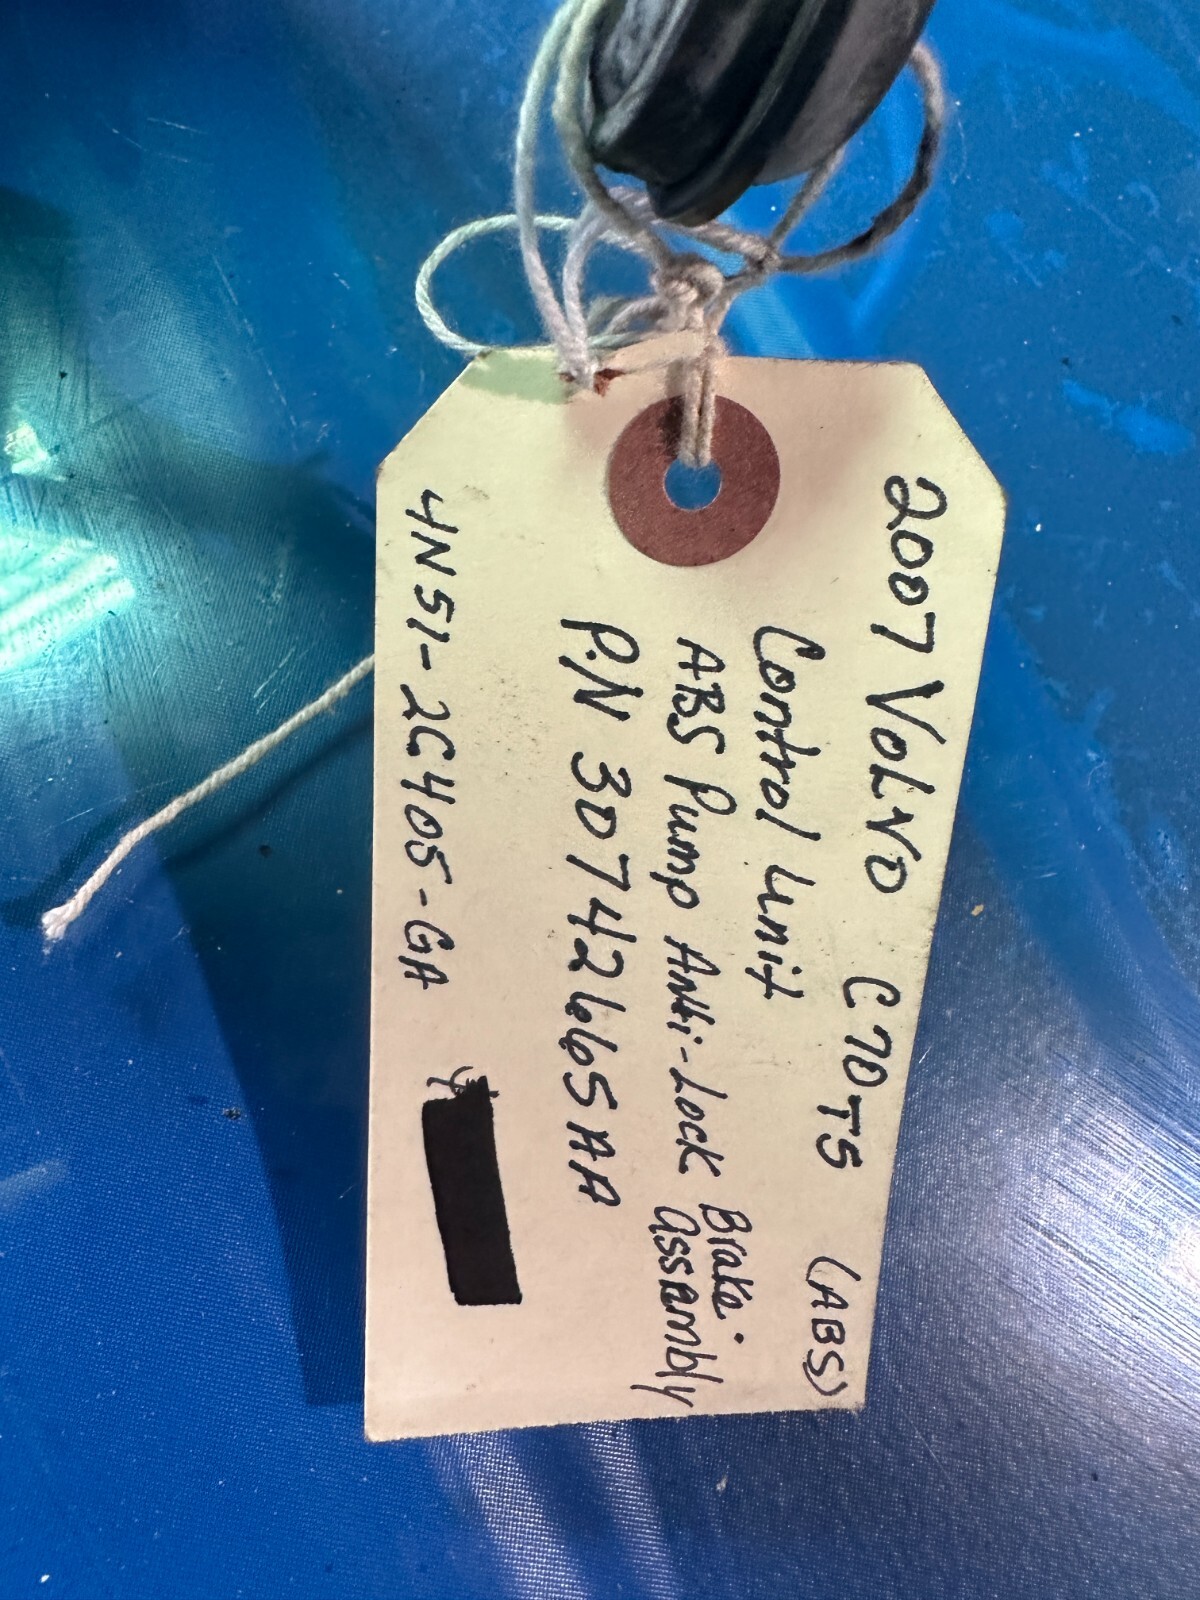 2007 VOLVO C70 T5 (ABS)
Control Unit
ABS Pump Anti-Lock Brake
Assembly
P.N 30742665AA
4N51-2C405-GA